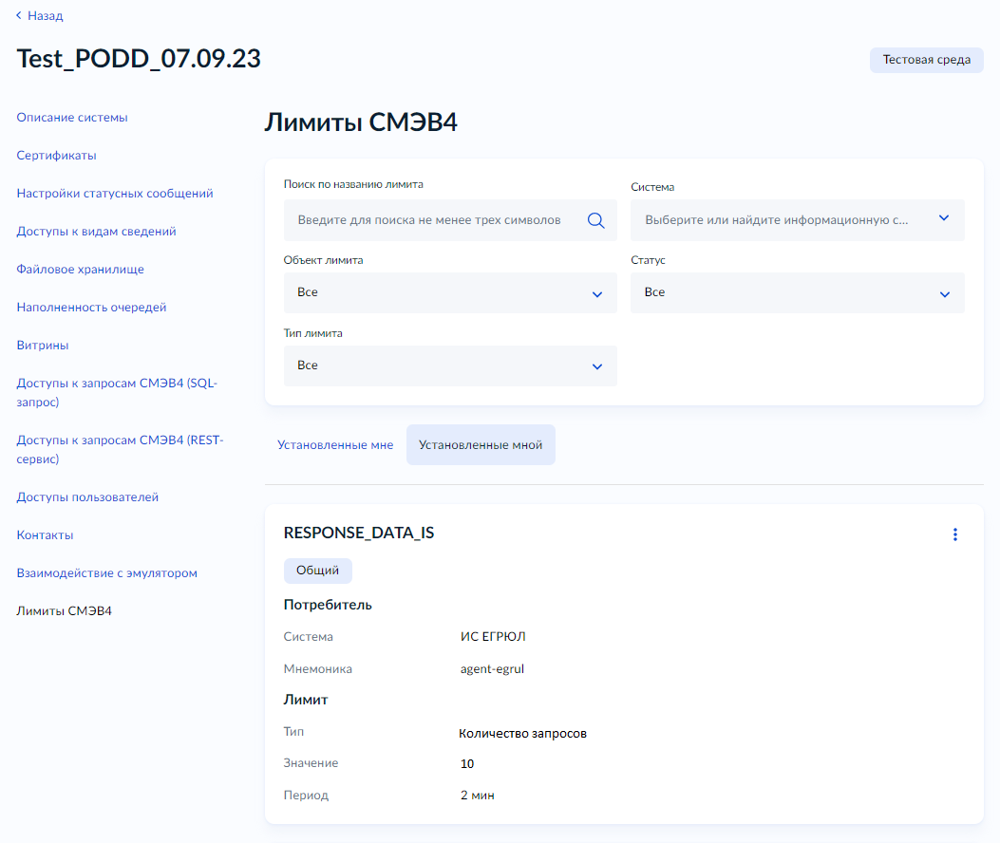 Назад
Test_PODD_07.09.23
Тестовая среда
Описание системы
Сертификаты
Настройки статусных сообщений
Доступы к видам сведений
Файловое хранилище
Наполненность очередей
Витрины
Доступы к запросам СМЭВ4 (SQL-
запрос)
Доступы к запросам СМЭВ4 (REST-
сервис)
Доступы пользователей
Контакты
Взаимодействие с эмулятором
Лимиты СМЭВ4
Лимиты СМЭВ4
Поиск по названию лимита
Введите для поиска не менее трех символов
Система
Выберите или найдите информационную с...
Объект лимита
Все
Статус
Все
Тип лимита
Все
Установленные мне
Установленные мной
RESPONSE_DATA_IS
Общий
Потребитель
Система ИС ЕГРЮЛ
Мнемоника agent-egrul
Лимит
Тип Количество запросов
Значение 10
Период 2 мин